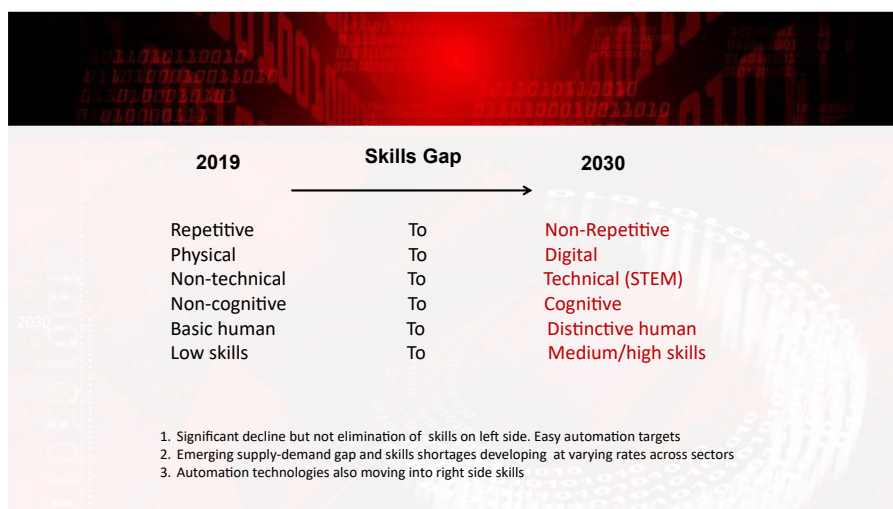 2019 Skills Gap 2030
Repetitive To Non-Repetitive
Physical To Digital
Non-technical To Technical (STEM)
Non-cognitive To Cognitive
2030
Basic human To Distinctive human
Low skills To Medium/high skills
1. Significant decline but not elimination of skills on left side. Easy automation targets
2. Emerging supply-demand gap and skills shortages developing at varying rates across sectors
3. Automation technologies also moving into right side skills